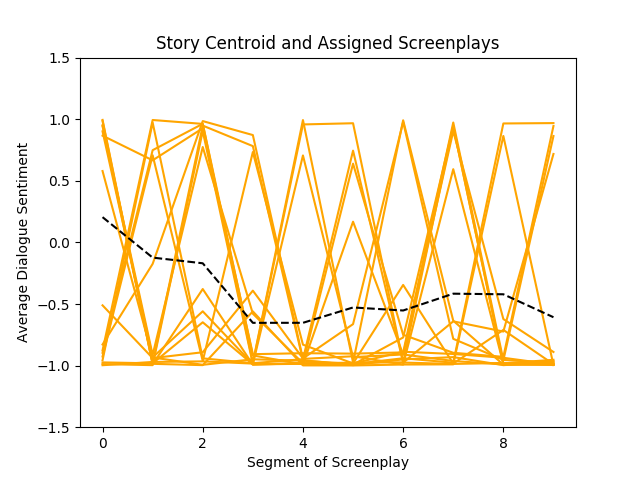 Story Centroid and Assigned Screenplays
1.5
1.0
0.5
0.0
−0.5
−1.0
−1.5
Average Dialogue Sentiment
0 2 4 6 8
Segment of Screenplay